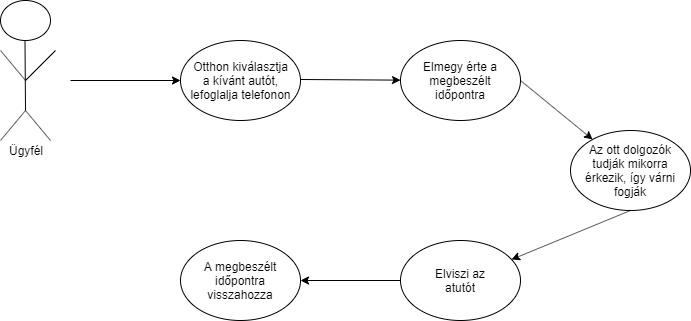 Otthon kiválasztja
a kívánt autót,
lefoglalja telefonon
Elmegy érte a
megbeszélt
időpontra
Ügyfél
Az ott dolgozók
tudják mikorra
érkezik, így várni
fogják
Elviszi az
atutót
A megbeszélt
időpontra
visszahozza